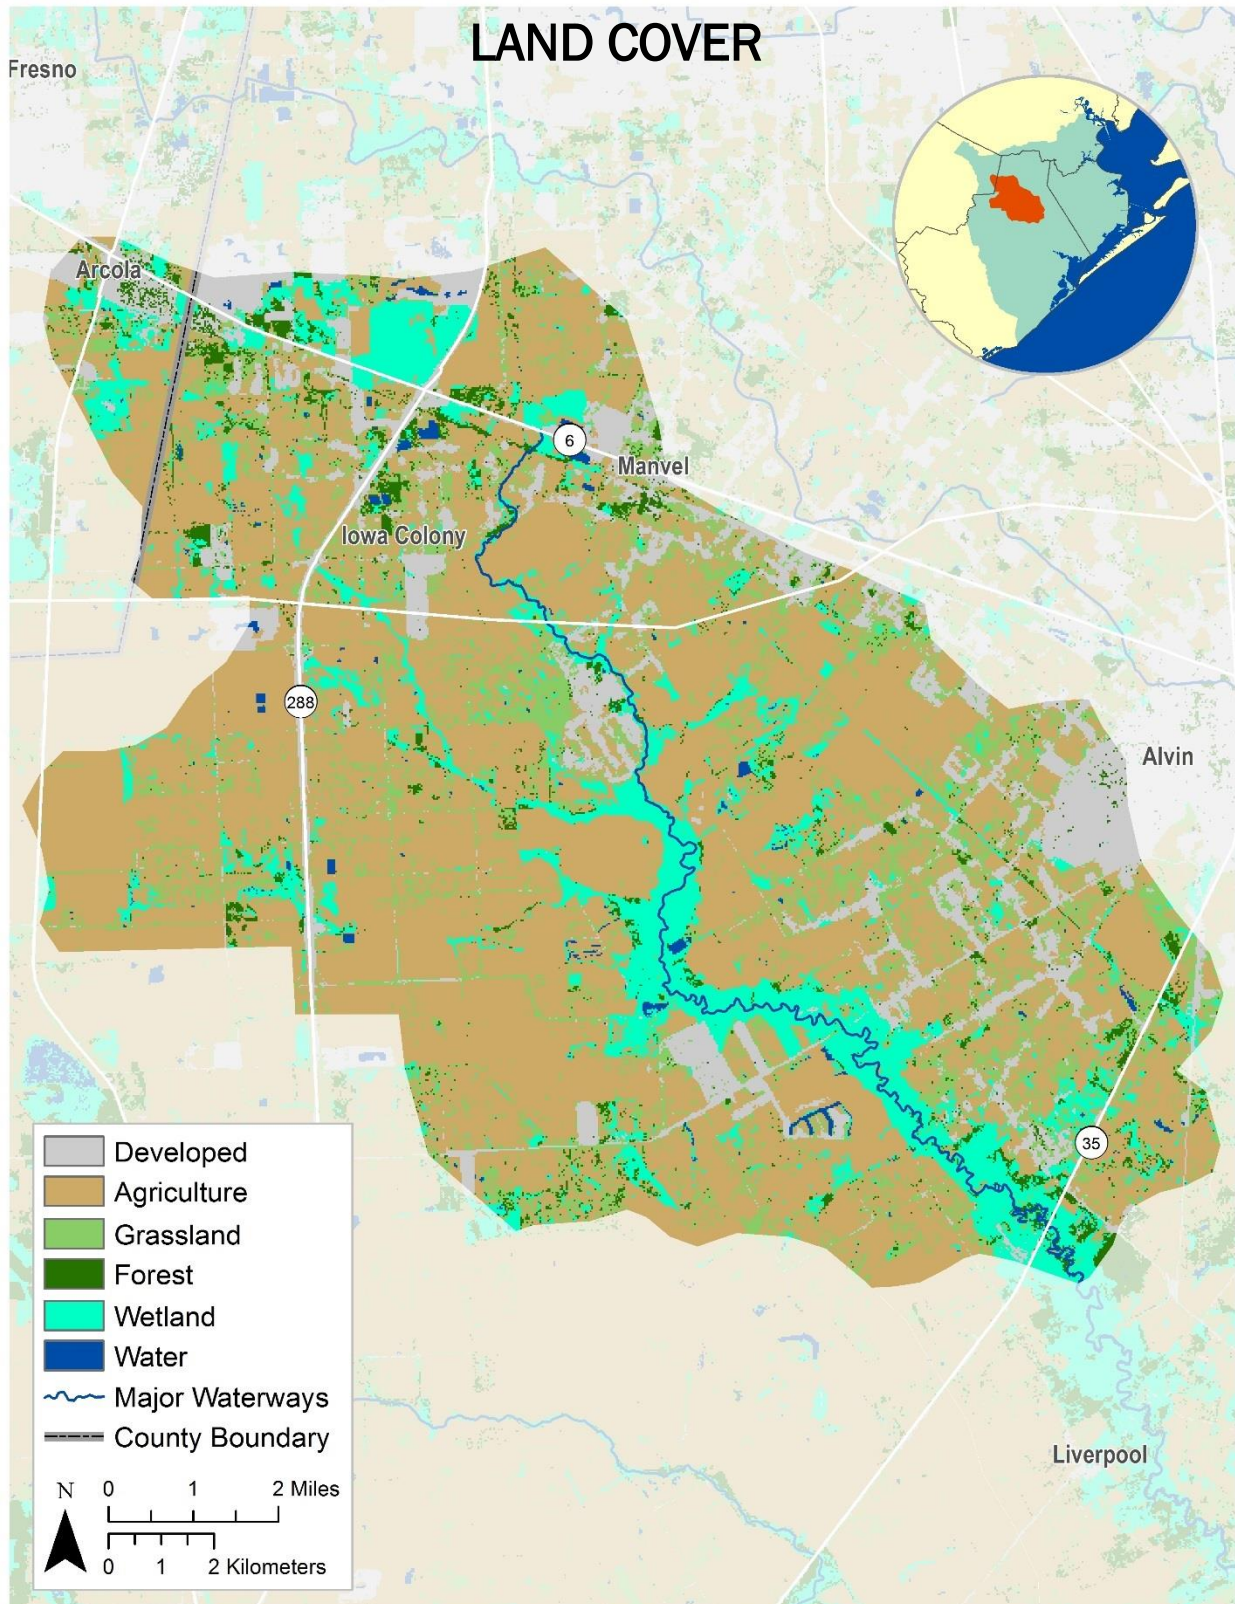 LAND COVER
Fresno
Arcola
6
Manvel
Iowa Colony
288
Alvin
35
Developed
Agriculture
Grassland
Forest
Wetland
Water
Major Waterways
County Boundary
N
0 1 2 Miles
0 1 2 Kilometers
Liverpool